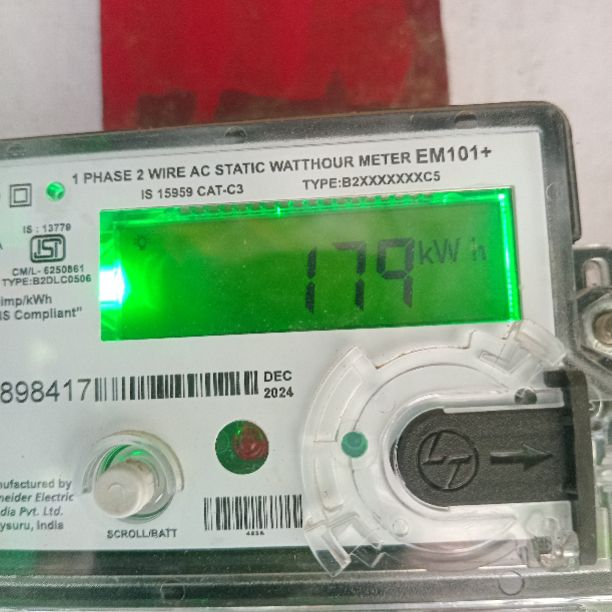 1 PHASE 2 WIRE AC STATIC WATTHOUR METER EM101+
IS 15959 CAT-C3 TYPE:B2XXXXXXXC5
IS : 13779
CM/L- 6250861
TYPE:B2DLC0506
imp/kWh
IS Compliant"
179 kWh
898417
DEC
2024
nufactured by
neider Electric
dia Pvt. Ltd.
ysuru, India
SCROLL/BATT
LT